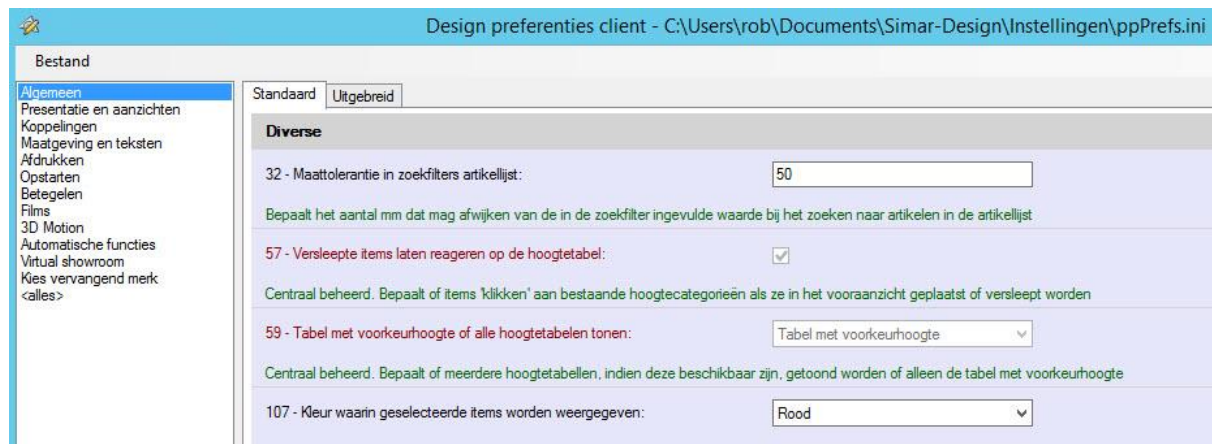 Design preferenties client - C:\Users\rob\Documents\Simar-Design\Instellingen\ppPrefs.ini
Bestand
Algemeen
Presentatie en aanzichten
Koppelingen
Maatgeving en teksten
Afdrukken
Opstarten
Betegelen
Films
3D Motion
Automatische functies
Virtual showroom
Kies vervangend merk
<alles>
Standaard
Uitgebreid
Diverse
32 - Maattolerantie in zoekfilters artikellijst:
50
Bepaalt het aantal mm dat mag afwijken van de in de zoekfilter ingevulde waarde bij het zoeken naar artikelen in de artikellijst
57 - Versleepte items laten reageren op de hoogtetabel:
Centraal beheerd. Bepaalt of items 'klikken' aan bestaande hoogtecategorieën als ze in het vooraanzicht geplaatst of versleept worden
59 - Tabel met voorkeurhoogte of alle hoogtetabelen tonen:
Tabel met voorkeurhoogte
Centraal beheerd. Bepaalt of meerdere hoogtetabellen, indien deze beschikbaar zijn, getoond worden of alleen de tabel met voorkeurhoogte
107 - Kleur waarin geselecteerde items worden weergegeven:
Rood